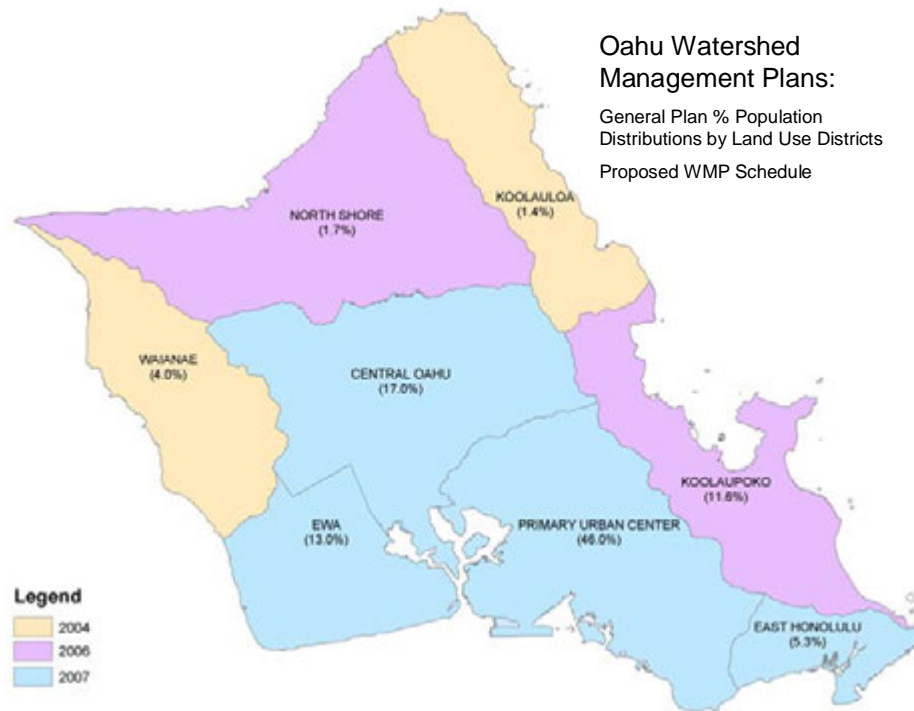 Oahu Watershed
Management Plans:
General Plan % Population
Distributions by Land Use Districts
Proposed WMP Schedule
KOOLAULOA
(1.4%)
NORTH SHORE
(1.7%)
WAIANAE
(4.0%)
CENTRAL OAHU
(17.0%)
KOOLAUPOKO
(11.6%)
EWA
(13.0%)
PRIMARY URBAN CENTER
(46.0%)
EAST HONOLULU
(5.3%)
Legend
2004
2006
2007